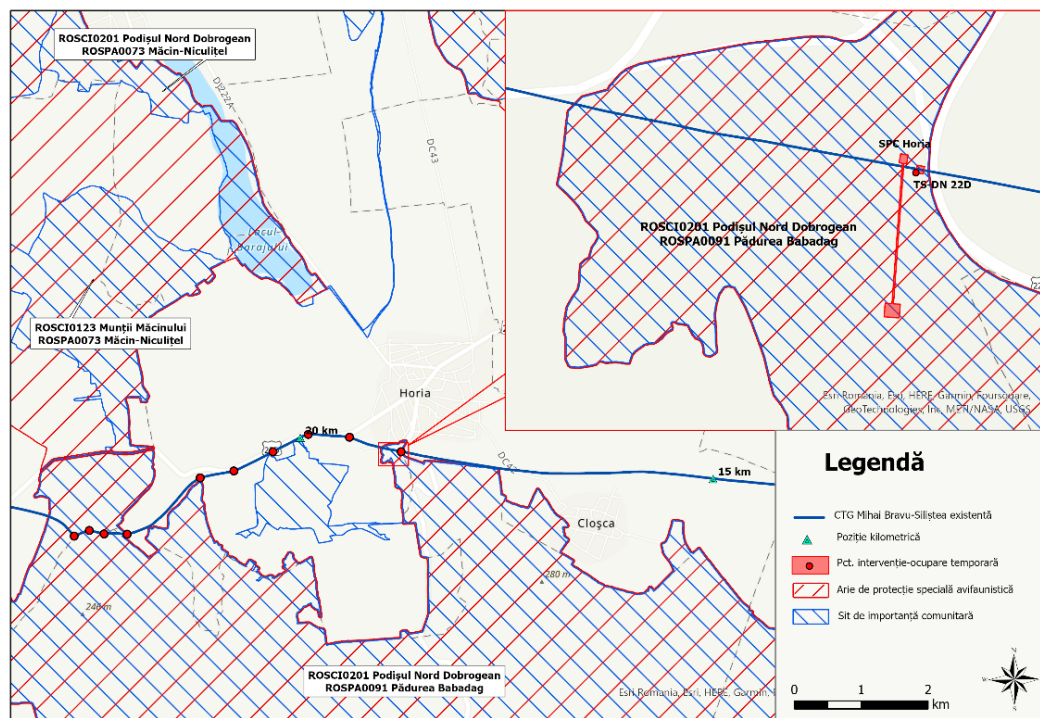 ROSCI0201 Podișul Nord Dobrogean
ROSPA0073 Măcin-Niculițel
DJ222A
DC43
Lacul
Barajului
ROSCI0123 Munții Măcinului
ROSPA0073 Măcin-Niculițel
Horia
20 km
DC42
15 km
Cloșca
280 m
246 m
ROSCI0201 Podișul Nord Dobrogean
ROSPA0091 Pădurea Babadag
Esri Romania, Esri, HERE, Garmin,
SPC Horia
TS-DN 22D
ROSCI0201 Podișul Nord Dobrogean
ROSPA0091 Pădurea Babadag
Esri Romania, Esri, HERE, Garmin, Foursquare,
GeoTechnologies, Inc, METI/NASA, USGS
Legendă
CTG Mihai Bravu-Siliștea existentă
Poziție kilometrică
Pct. intervenție-ocupare temporară
Arie de protecție specială avifaunistică
Sit de importanță comunitară
N
W
S
0 1 2
km